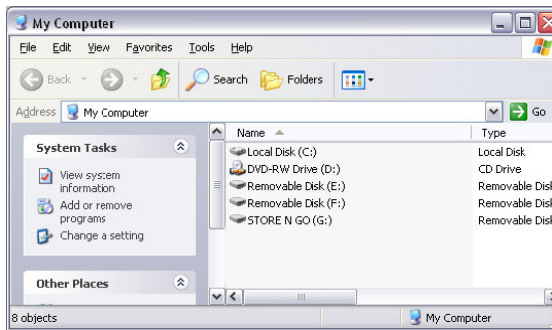 My Computer
File Edit View Favorites Tools Help
Back Search Folders
Address My Computer Go
Name Type
System Tasks
View system information
Add or remove programs
Change a setting
Other Places
Local Disk (C:) Local Disk
DVD-RW Drive (D:) CD Drive
Removable Disk (E:) Removable Disk
Removable Disk (F:) Removable Disk
STORE N GO (G:) Removable Disk
8 objects My Computer